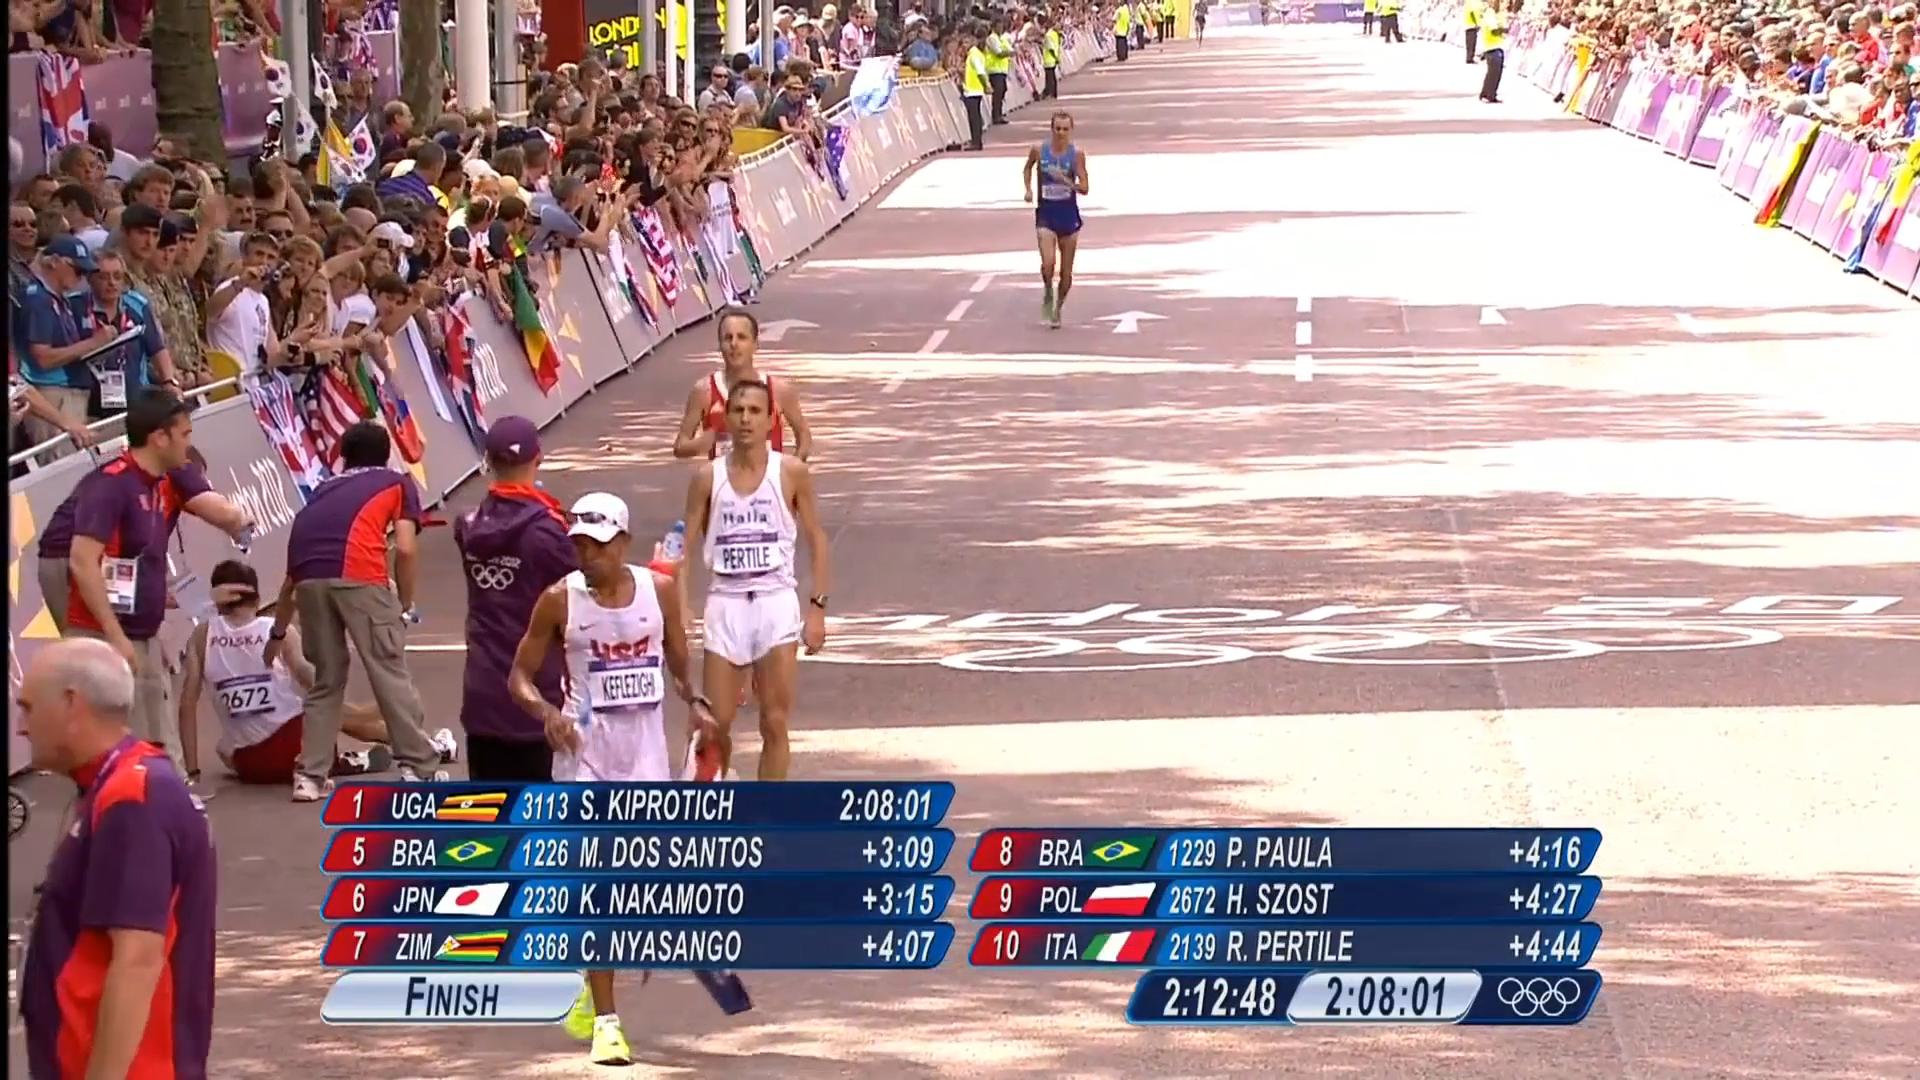 LONDON
London 2012
POLSKA
2672
Italia
PERTILE
USA
KEFLEZIGHI
1 UGA 3113 S. KIPROTICH 2:08:01
5 BRA 1226 M. DOS SANTOS +3:09
6 JPN 2230 K. NAKAMOTO +3:15
7 ZIM 3368 C. NYASANGO +4:07
8 BRA 1229 P. PAULA +4:16
9 POL 2672 H. SZOST +4:27
10 ITA 2139 R. PERTILE +4:44
FINISH
2:12:48 2:08:01